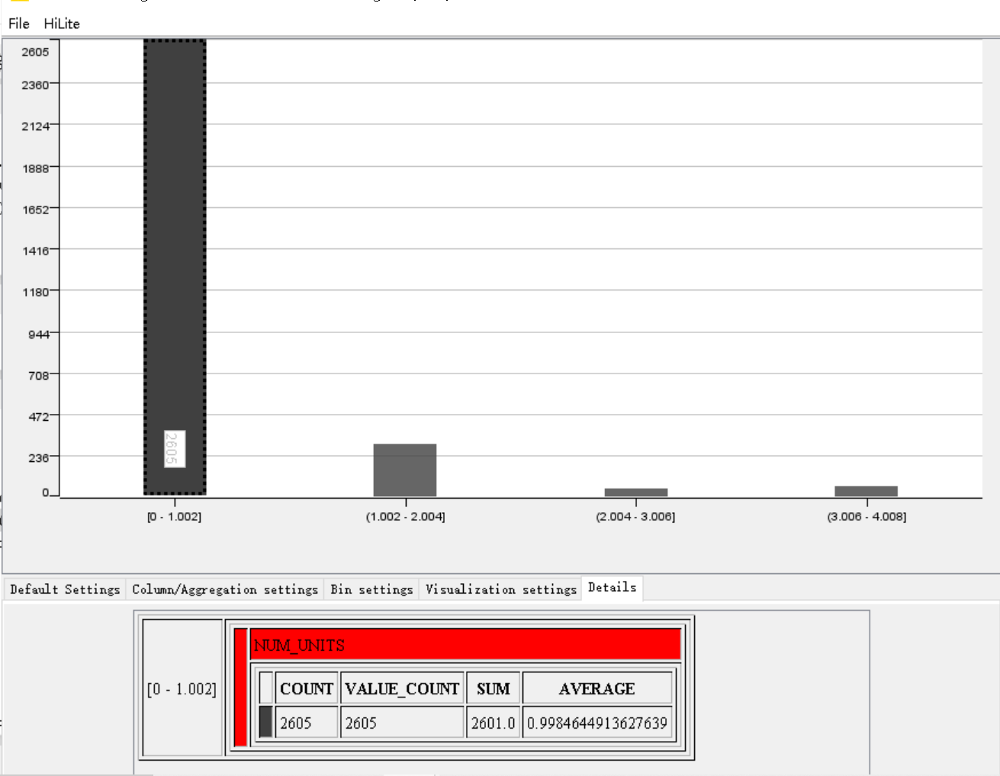 File HiLite
2605
2360
2124
1888
1652
1416
1180
944
708
472
236
0
2605
[0 - 1.002] (1.002 - 2.004] (2.004 - 3.006] (3.006 - 4.008]
Default Settings Column/Aggregation settings Bin settings Visualization settings Details
NUM_UNITS
[0 - 1.002] COUNT VALUE_COUNT SUM AVERAGE
2605 2605 2601.0 0.9984644913627639